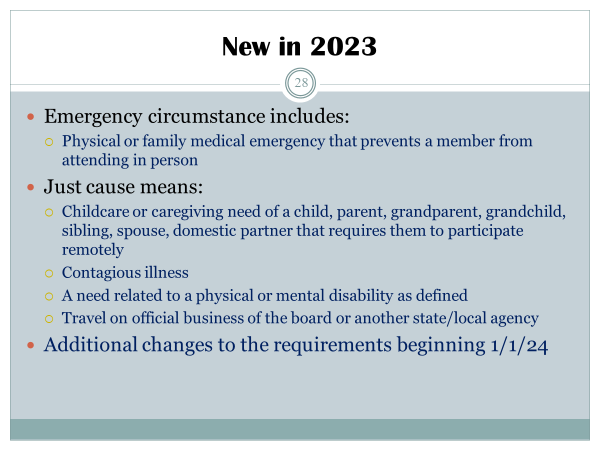 New in 2023
28
Emergency circumstance includes:
Physical or family medical emergency that prevents a member from
attending in person
Just cause means:
Childcare or caregiving need of a child, parent, grandparent, grandchild,
sibling, spouse, domestic partner that requires them to participate
remotely
Contagious illness
A need related to a physical or mental disability as defined
Travel on official business of the board or another state/local agency
Additional changes to the requirements beginning 1/1/24